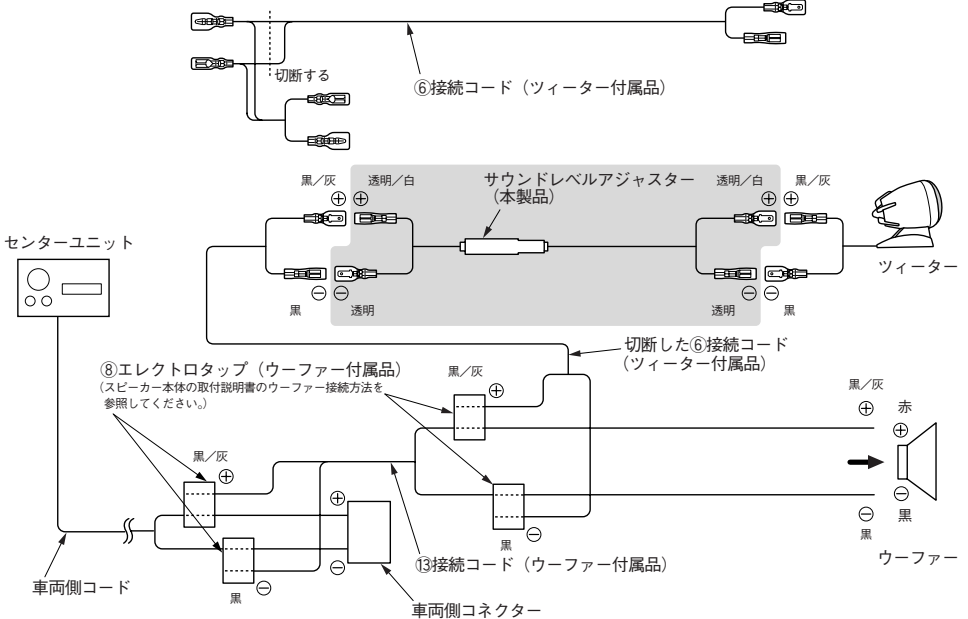 切断する
⑥接続コード（ツィーター付属品）
黒／灰
⊕
⊕
透明／白
サウンドレベルアジャスター
（本製品）
透明／白
⊕
⊕
黒／灰
センターユニット
ツィーター
黒
⊖
⊖
透明
透明
⊖
⊖
黒
切断した⑥接続コード
（ツィーター付属品）
⑧エレクトロタップ（ウーファー付属品）
（スピーカー本体の取付説明書のウーファー接続方法を
参照してください。）
黒／灰
⊕
黒／灰
⊕
赤
⊕
黒／灰
⊕
⊕
⊖
黒
⊖
黒
⊖
黒
ウーファー
⊖
黒
⊖
⑬接続コード（ウーファー付属品）
車両側コード
車両側コネクター